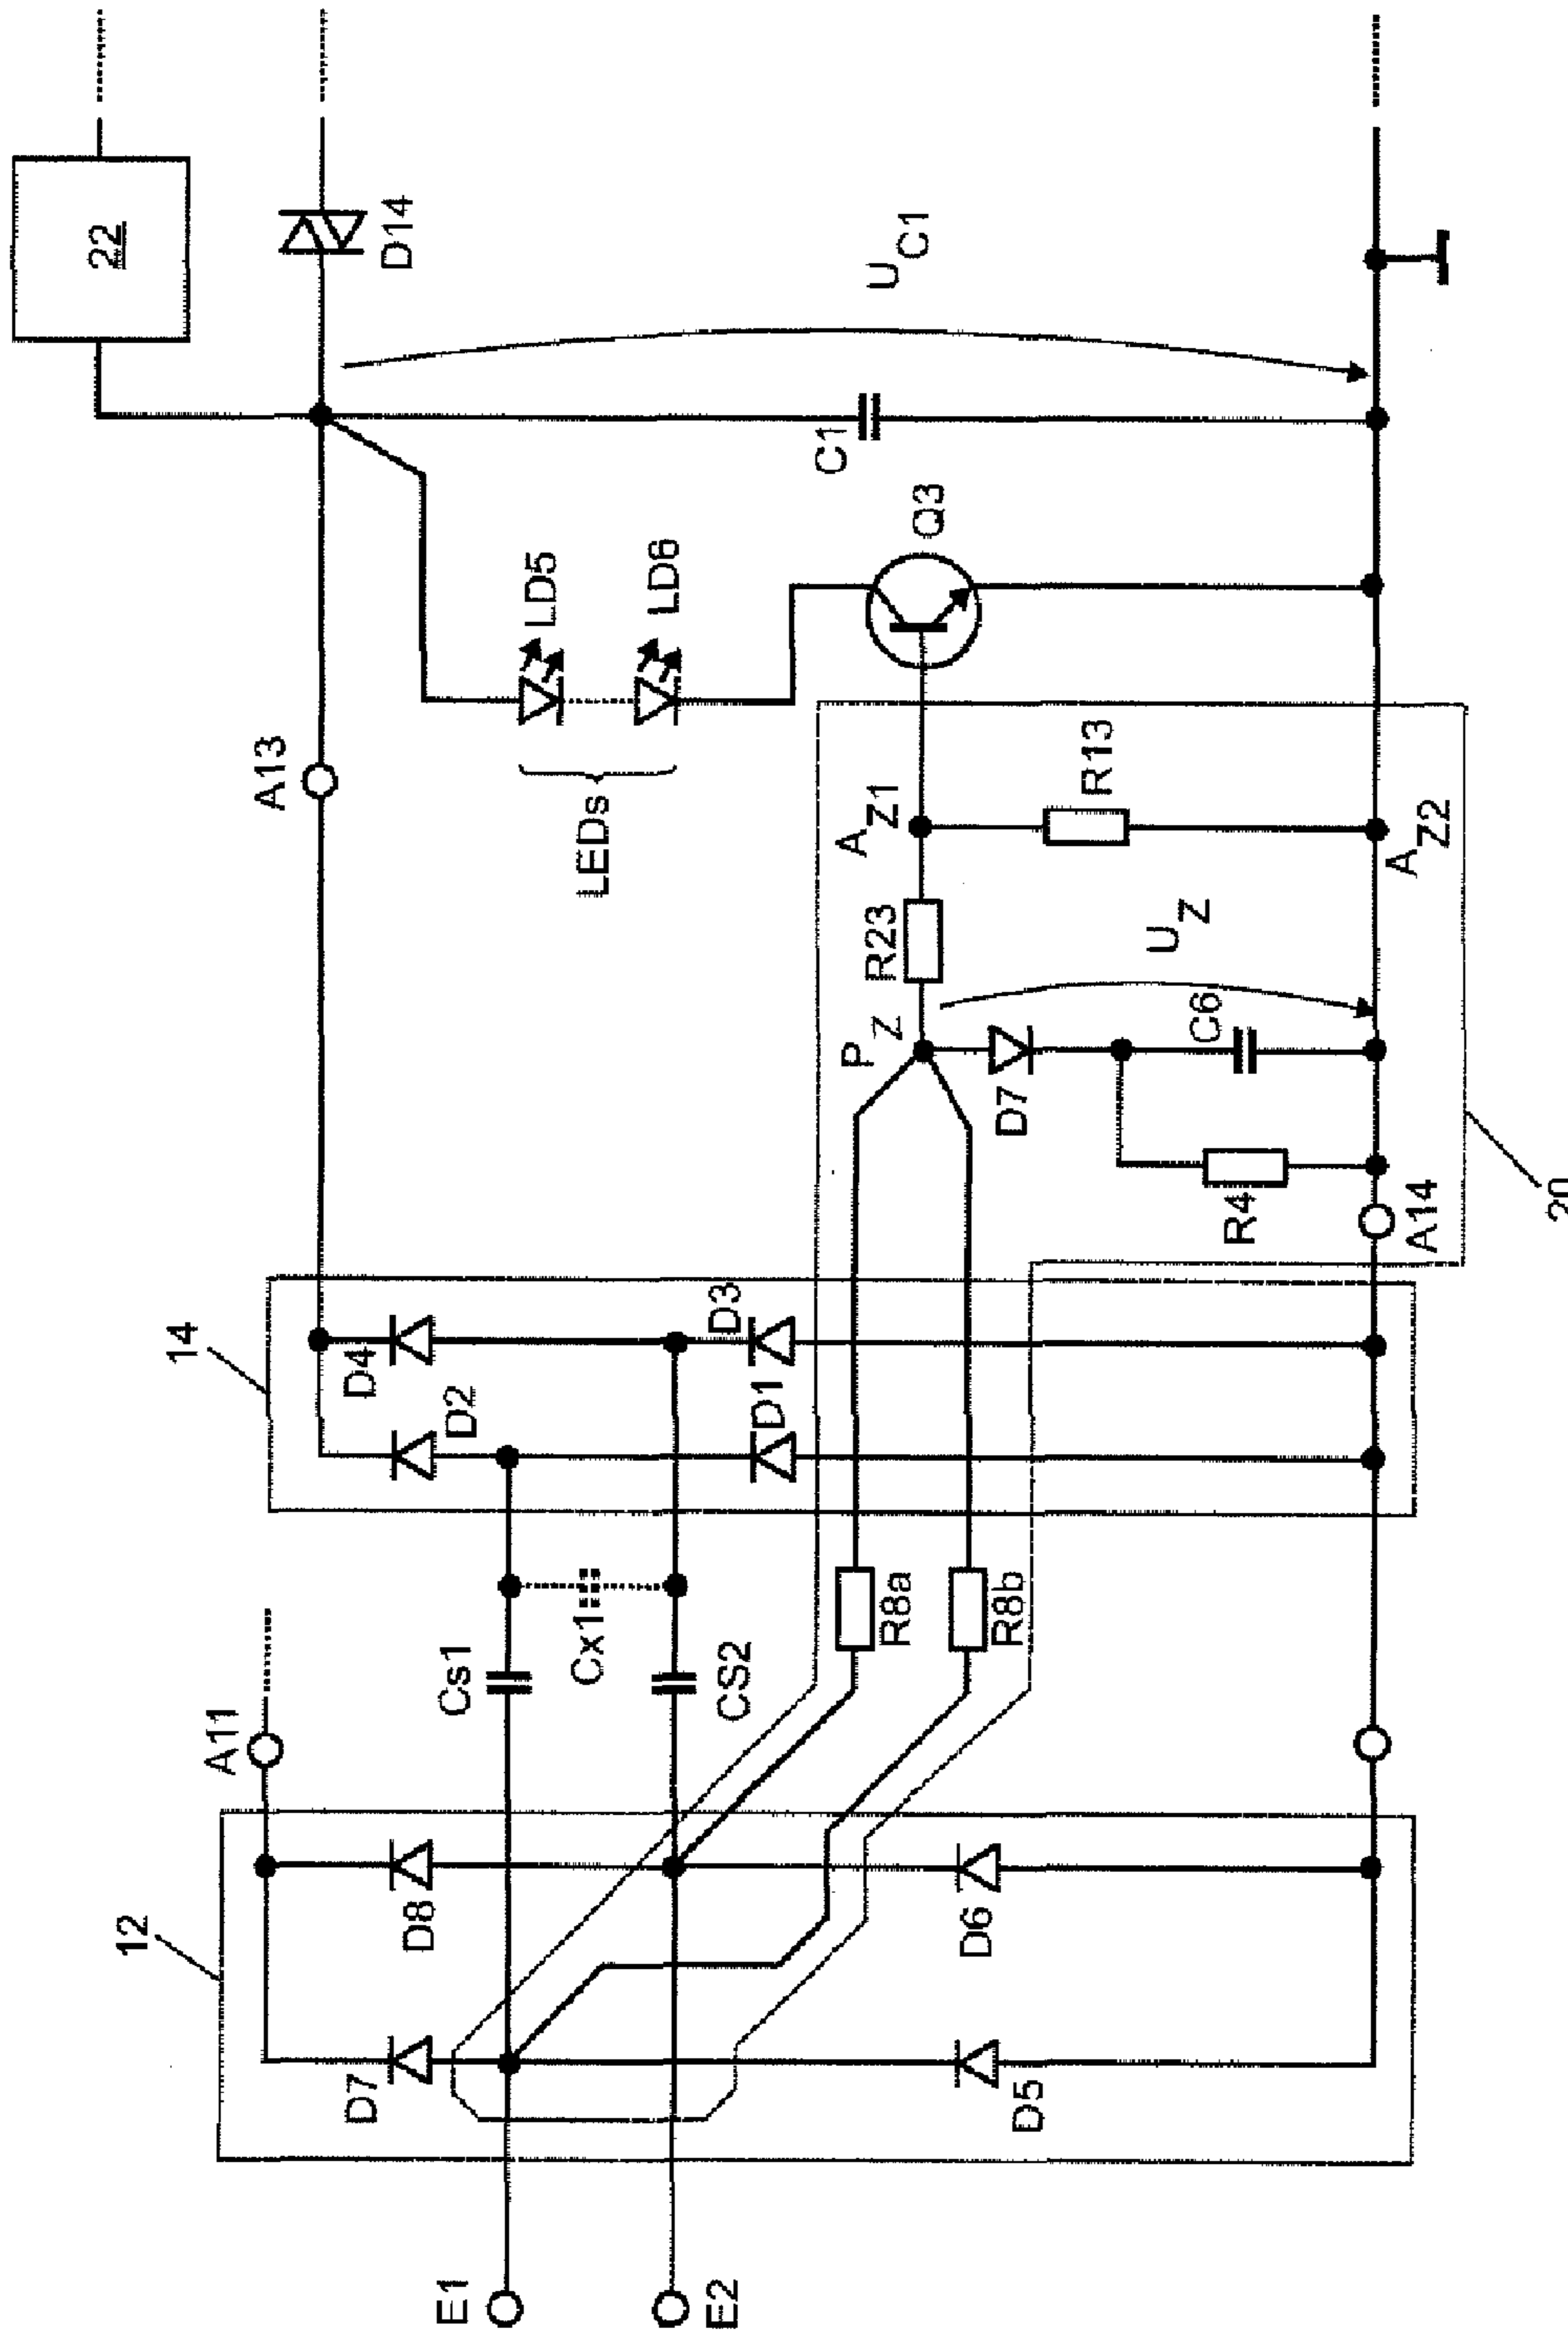 12
A11
14
A13
22
D7
D8
Cs1
D2
D4
LD5
D14
E1
Cx1
LEDs
LD6
E2
CS2
D1
D3
C1
U
C1
R8a
P
Z
R23
A
Z1
Q3
D5
D6
R8b
D7
R13
U
Z
R4
C6
A14
A
Z2
20